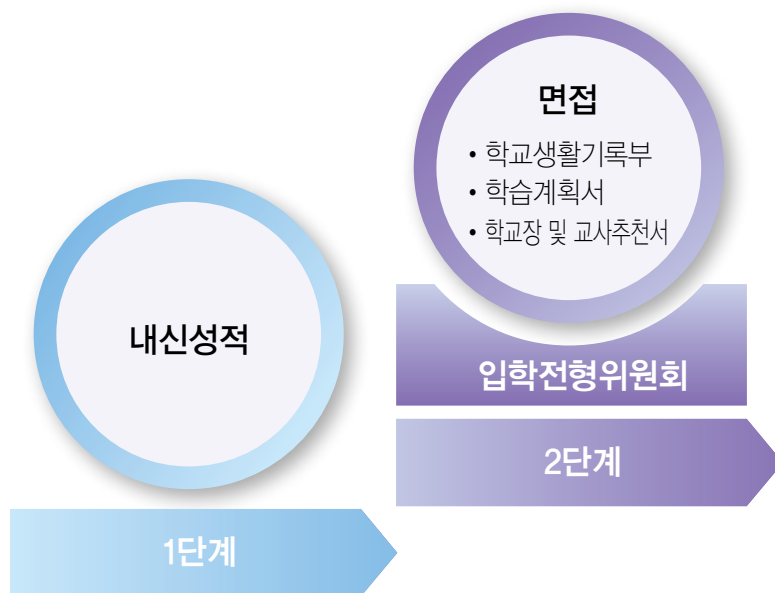 내신성적
1단계
면접
• 학교생활기록부
• 학습계획서
• 학교장 및 교사추천서
입학전형위원회
2단계